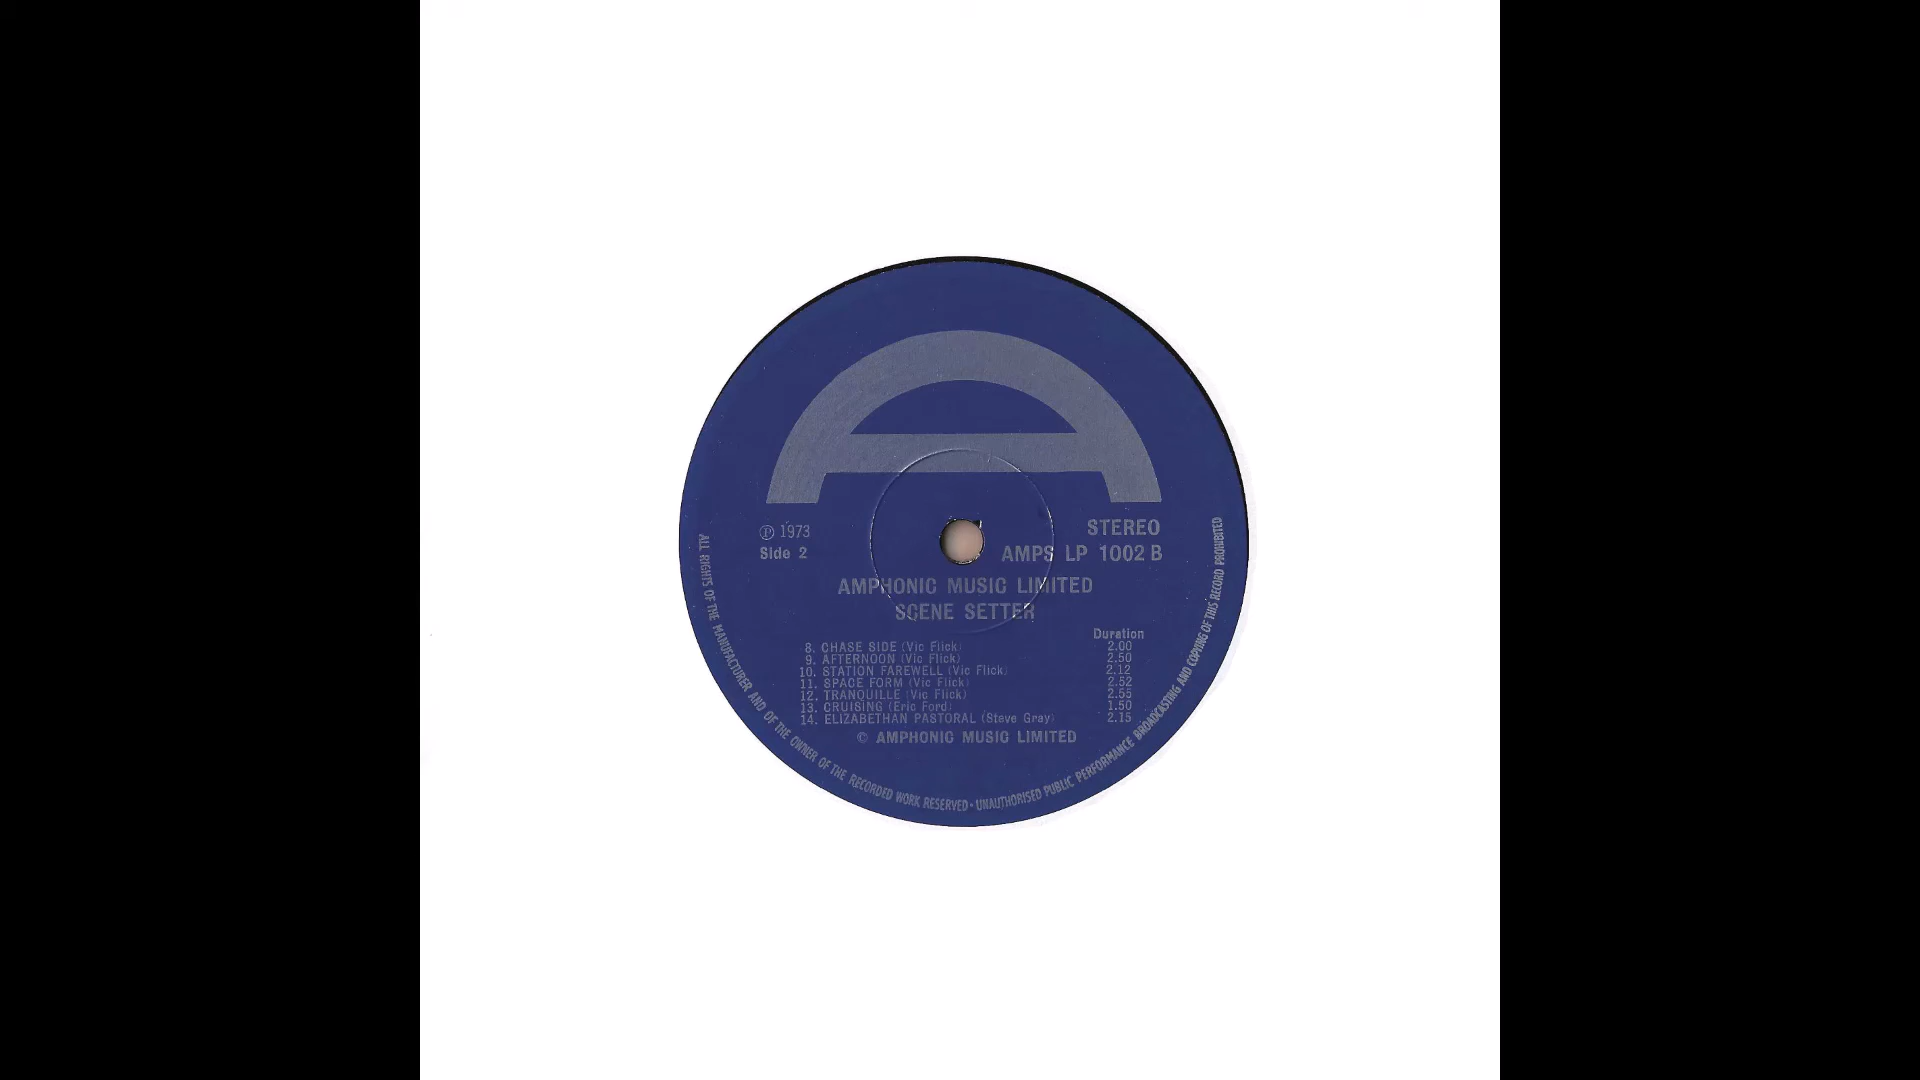 Ⓟ 1973
STEREO
Side 2
AMPS LP 1002 B
AMPHONIC MUSIC LIMITED
SCENE SETTER
Duration
8. CHASE SIDE (Vic Flick) 2.00
9. AFTERNOON (Vic Flick) 2.50
10. STATION FAREWELL (Vic Flick) 2.12
11. SPACE FORM (Vic Flick) 2.52
12. TRANQUILLE (Vic Flick) 2.55
13. CRUISING (Eric Ford) 1.50
14. ELIZABETHAN PASTORAL (Steve Gray) 2.15
© AMPHONIC MUSIC LIMITED
ALL RIGHTS OF THE MANUFACTURER AND OF THE OWNER OF THE RECORDED WORK RESERVED · UNAUTHORISED PUBLIC PERFORMANCE BROADCASTING AND COPYING OF THIS RECORD PROHIBITED